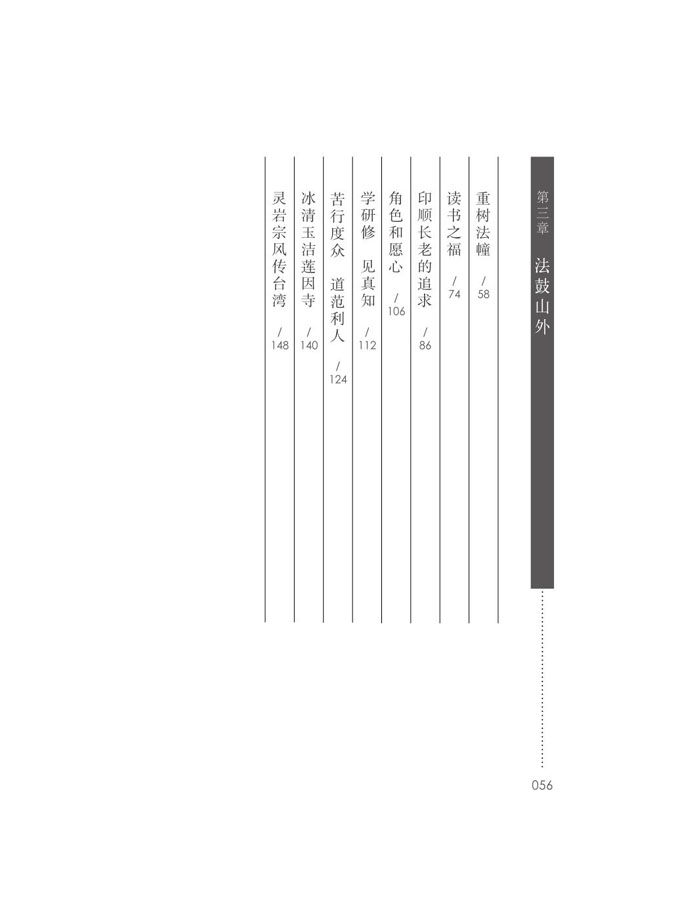 第三章 法鼓山外
056
重树法幢 / 58
读书之福 / 74
印顺长老的追求 / 86
角色和愿心 / 106
学研修 见真知 / 112
苦行度众 道范利人 / 124
冰清玉洁莲因寺 / 140
灵岩宗风传台湾 / 148